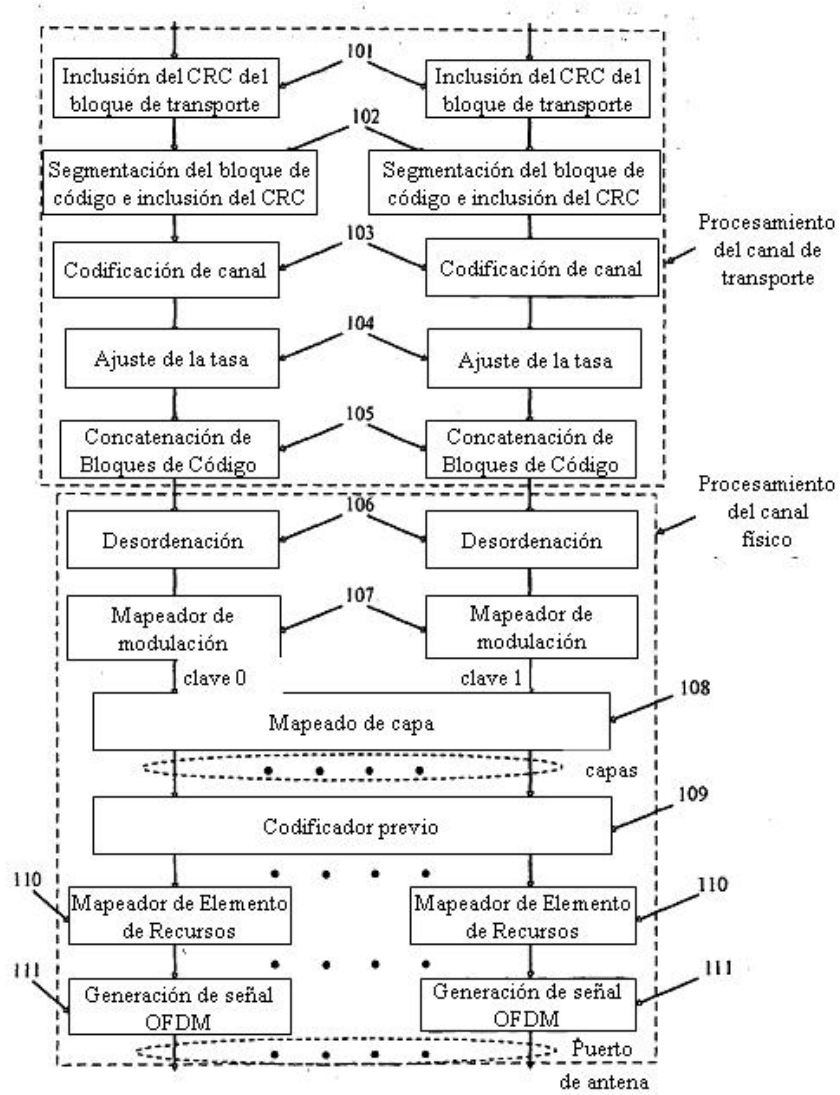 101
Inclusión del CRC del
bloque de transporte
Inclusión del CRC del
bloque de transporte
102
Segmentación del bloque de
código e inclusión del CRC
Segmentación del bloque de
código e inclusión del CRC
Procesamiento
del canal de
transporte
103
Codificación de canal
Codificación de canal
104
Ajuste de la tasa
Ajuste de la tasa
105
Concatenación de
Bloques de Código
Concatenación de
Bloques de Código
Procesamiento
del canal
físico
106
Desordenación
Desordenación
107
Mapeador de
modulación
Mapeador de
modulación
clave 0
clave 1
108
Mapeado de capa
capas
109
Codificador previo
110
Mapeador de Elemento
de Recursos
Mapeador de Elemento
de Recursos
110
111
Generación de señal
OFDM
Generación de señal
OFDM
111
Puerto
de antena